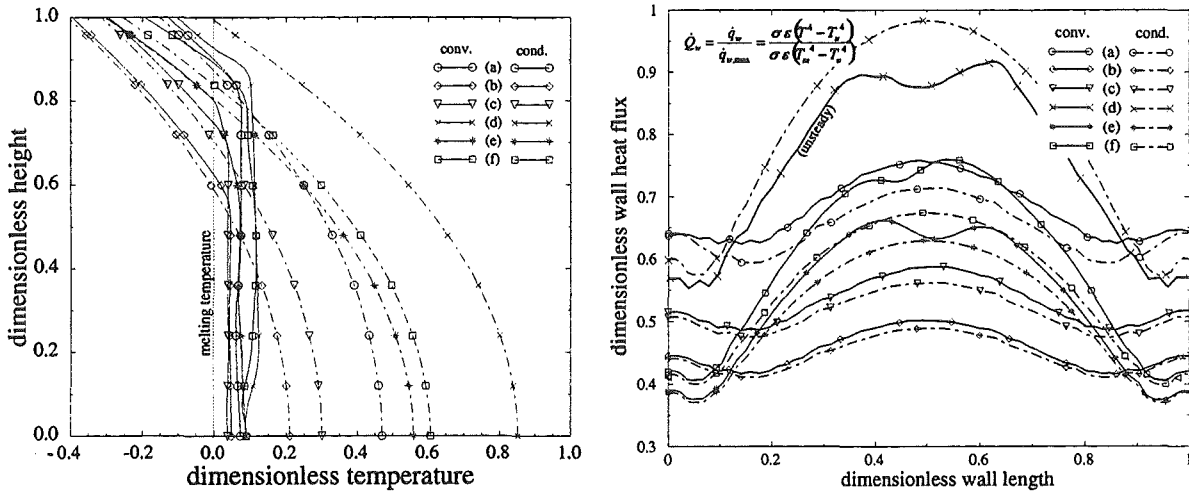 1.0
0.8
0.6
0.4
0.2
0.0
dimensionless height
-0.4 -0.2 0.0 0.2 0.4 0.6 0.8 1.0
dimensionless temperature
melting temperature
conv. cond.
(a)
(b)
(c)
(d)
(e)
(f)
1
0.9
0.8
0.7
0.6
0.5
0.4
0.3
dimensionless wall heat flux
0 0.2 0.4 0.6 0.8 1
dimensionless wall length
(unsteady)
conv. cond.
(a)
(b)
(c)
(d)
(e)
(f)